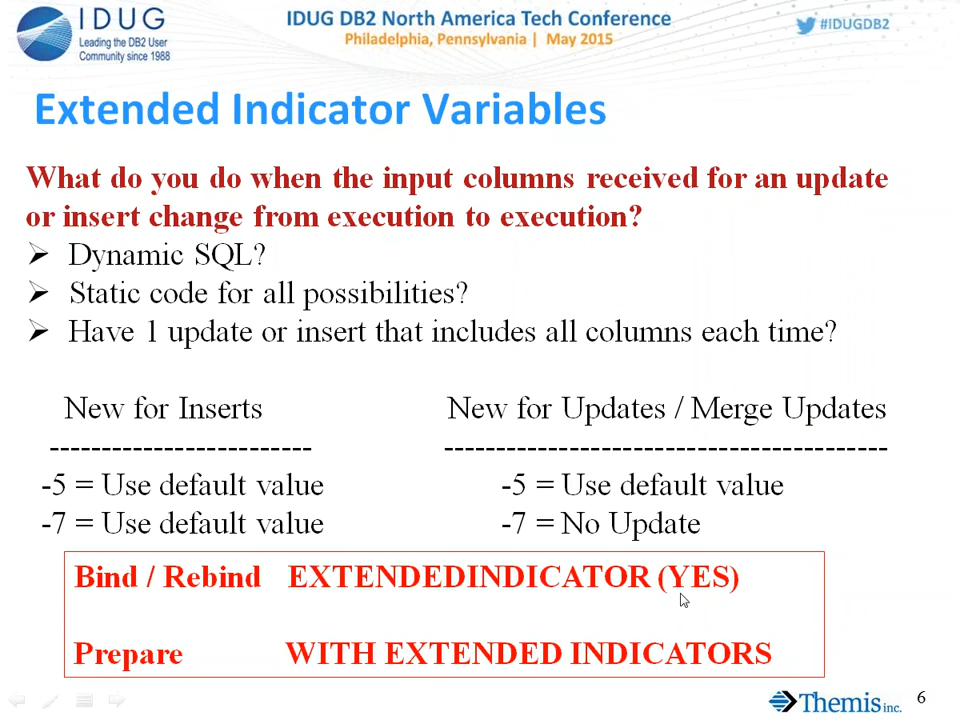 IDUG
Leading the DB2 User
Community since 1988
IDUG DB2 North America Tech Conference
Philadelphia, Pennsylvania | May 2015
#IDUGDB2
Extended Indicator Variables
What do you do when the input columns received for an update
or insert change from execution to execution?
➢ Dynamic SQL?
➢ Static code for all possibilities?
➢ Have 1 update or insert that includes all columns each time?
New for Inserts New for Updates / Merge Updates
------------------------- ------------------------------------------
-5 = Use default value -5 = Use default value
-7 = Use default value -7 = No Update
Bind / Rebind EXTENDEDINDICATOR (YES)
Prepare WITH EXTENDED INDICATORS
Themis inc. 6